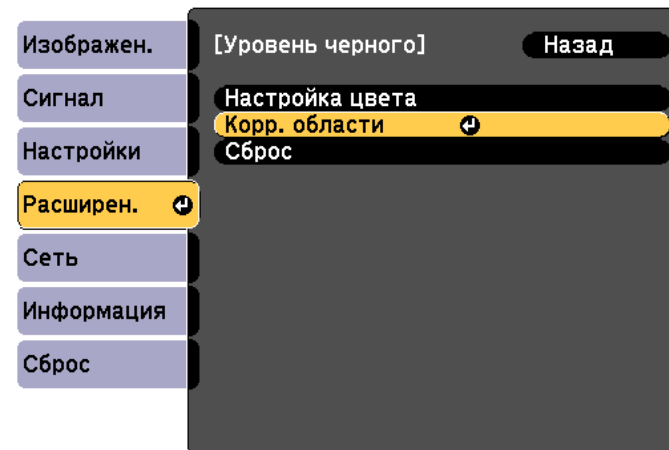 Изображен.
Сигнал
Настройки
Расширен.
Сеть
Информация
Сброс
[Уровень черного] Назад
Настройка цвета
Корр. области
Сброс